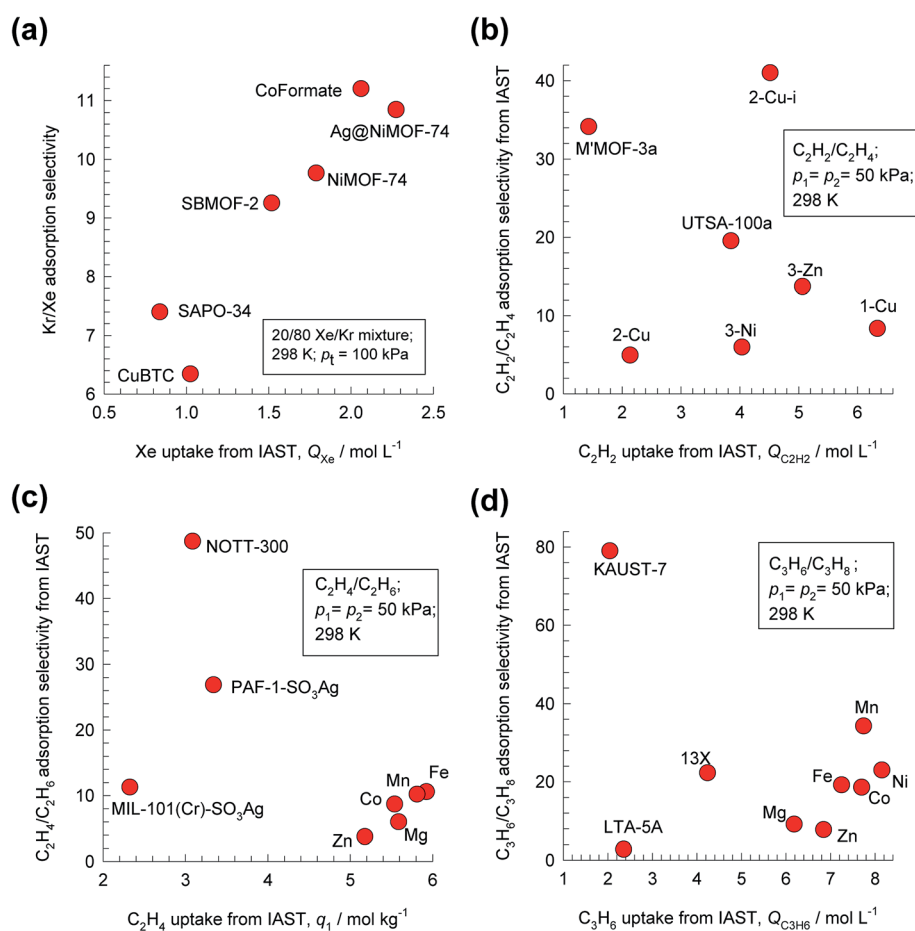 (a)
Kr/Xe adsorption selectivity
11
10
9
8
7
6
CoFormate
Ag@NiMOF-74
NiMOF-74
SBMOF-2
SAPO-34
CuBTC
20/80 Xe/Kr mixture;
298 K; pt = 100 kPa
0.5 1.0 1.5 2.0 2.5
Xe uptake from IAST, QXe / mol L-1
(b)
C2H2/C2H4 adsorption selectivity from IAST
40
30
20
10
0
2-Cu-i
M'MOF-3a
C2H2/C2H4;
p1= p2= 50 kPa;
298 K
UTSA-100a
3-Zn
1-Cu
2-Cu
3-Ni
1 2 3 4 5 6
C2H2 uptake from IAST, QC2H2 / mol L-1
(c)
C2H4/C2H6 adsorption selectivity from IAST
50
40
30
20
10
0
NOTT-300
C2H4/C2H6;
p1= p2= 50 kPa;
298 K
PAF-1-SO3Ag
MIL-101(Cr)-SO3Ag
Mn
Fe
Co
Zn
Mg
2 3 4 5 6
C2H4 uptake from IAST, q1 / mol kg-1
(d)
C3H6/C3H8 adsorption selectivity from IAST
80
60
40
20
0
KAUST-7
C3H6/C3H8 ;
p1= p2= 50 kPa;
298 K
Mn
13X
Fe
Ni
Co
Mg
Zn
LTA-5A
1 2 3 4 5 6 7 8
C3H6 uptake from IAST, QC3H6 / mol L-1